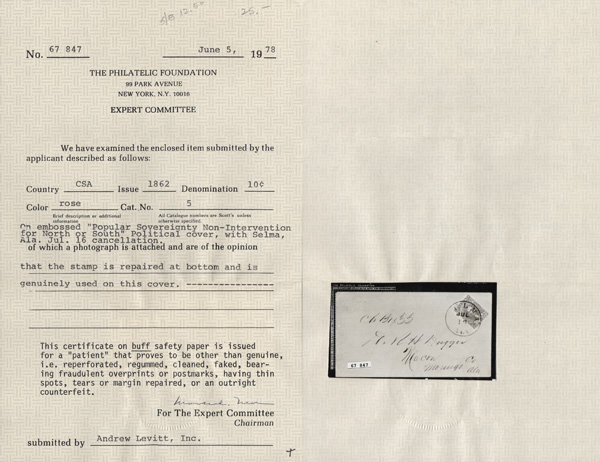 25.-
No. 67 847 June 5, 1978
THE PHILATELIC FOUNDATION
99 PARK AVENUE
NEW YORK, N.Y. 10016
EXPERT COMMITTEE
We have examined the enclosed item submitted by the
applicant described as follows:
Country CSA Issue 1862 Denomination 10¢
Color rose Cat. No. 5
Brief description or additional information
All Catalogue numbers are Scott's unless otherwise specified.
On embossed "Popular Sovereignty Non-Intervention
for North or South" Political cover, with Selma,
Ala. Jul. 16 cancellation.
of which a photograph is attached and are of the opinion
that the stamp is repaired at bottom and is
genuinely used on this cover. ----------------
This certificate on buff safety paper is issued
for a "patient" that proves to be other than genuine,
i.e. reperforated, regummed, cleaned, faked, bear-
ing fraudulent overprints or postmarks, having thin
spots, tears or margin repaired, or an outright
counterfeit.
For The Expert Committee
Chairman
submitted by Andrew Levitt, Inc.
JUL
Co
Ala
67 847